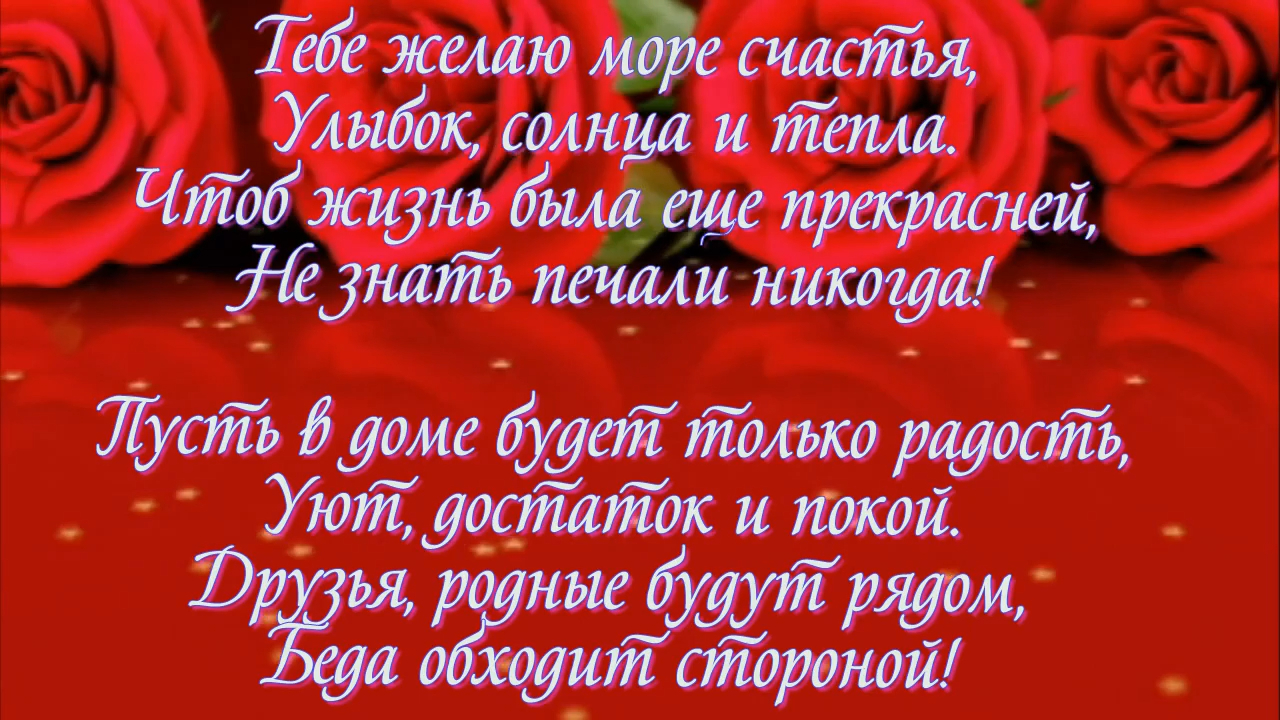 Тебе желаю море счастья,
Улыбок, солнца и тепла.
Чтоб жизнь была еще прекрасней,
Не знать печали никогда!
Пусть в доме будет только радость,
Уют, достаток и покой.
Друзья, родные будут рядом,
Беда обходит стороной!